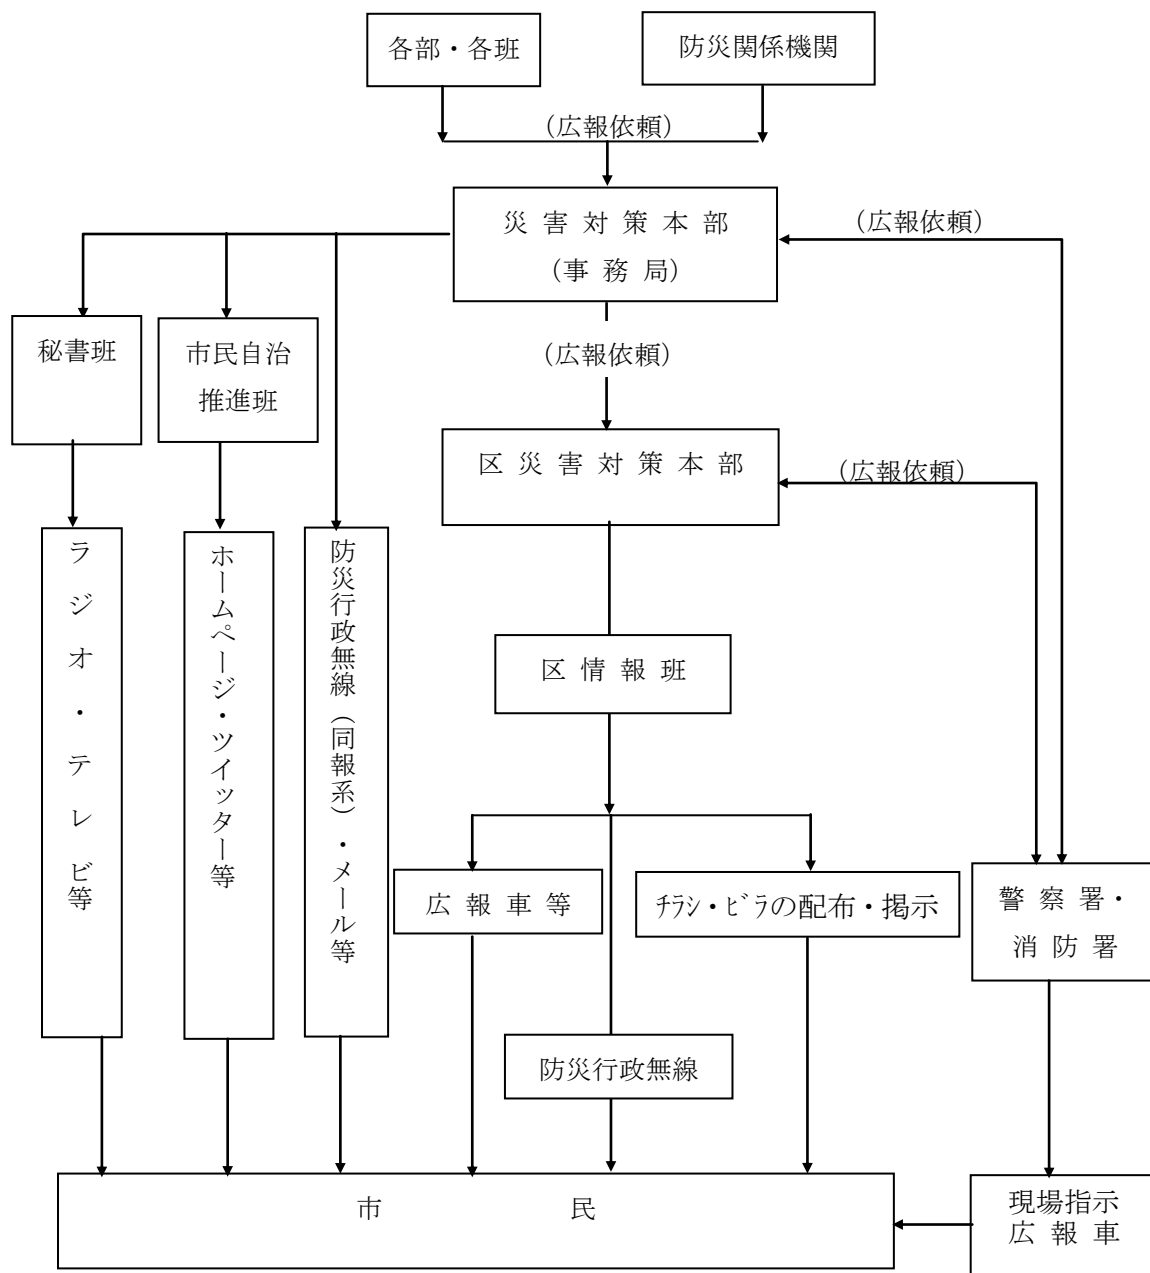 各部・各班
防災関係機関
（広報依頼）
災害対策本部
（事務局）
（広報依頼）
（広報依頼）
秘書班
市民自治
推進班
区災害対策本部
（広報依頼）
ラジオ・テレビ等
ホームページ・ツイッター等
防災行政無線（同報系）・メール等
区情報班
広報車等
ﾁﾗｼ・ﾋﾞﾗの配布・掲示
警察署・
消防署
防災行政無線
市民
現場指示
広報車